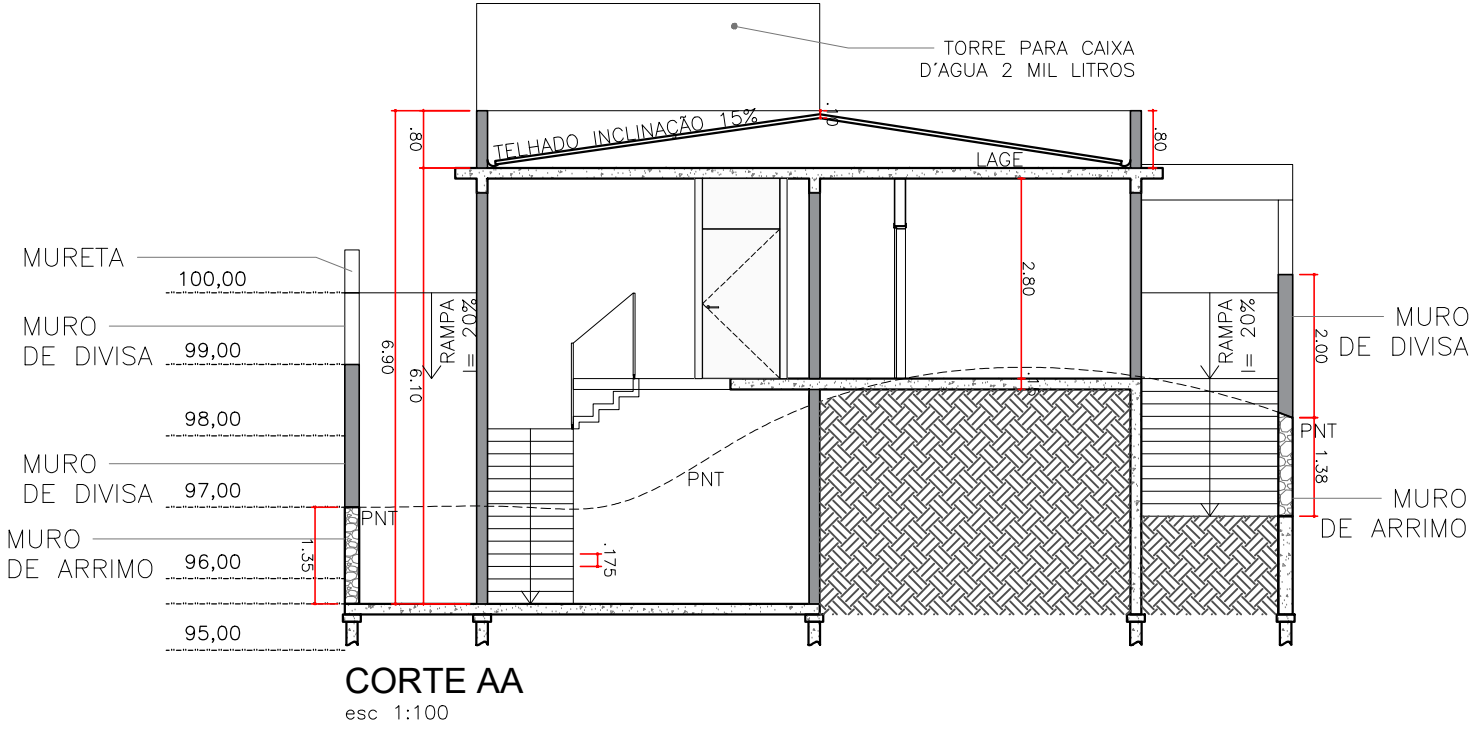 TORRE PARA CAIXA
D'AGUA 2 MIL LITROS
.80
TELHADO INCLINAÇÃO 15%
.10
LAGE
.80
MURETA
100,00
MURO
DE DIVISA
99,00
98,00
MURO
DE DIVISA
97,00
MURO
DE ARRIMO
96,00
95,00
RAMPA
I= 20%
6.90
6.10
1.35
PNT
PNT
.175
2.80
.15
RAMPA
I= 20%
2.00
MURO
DE DIVISA
PNT
1.38
MURO
DE ARRIMO
CORTE AA
esc 1:100